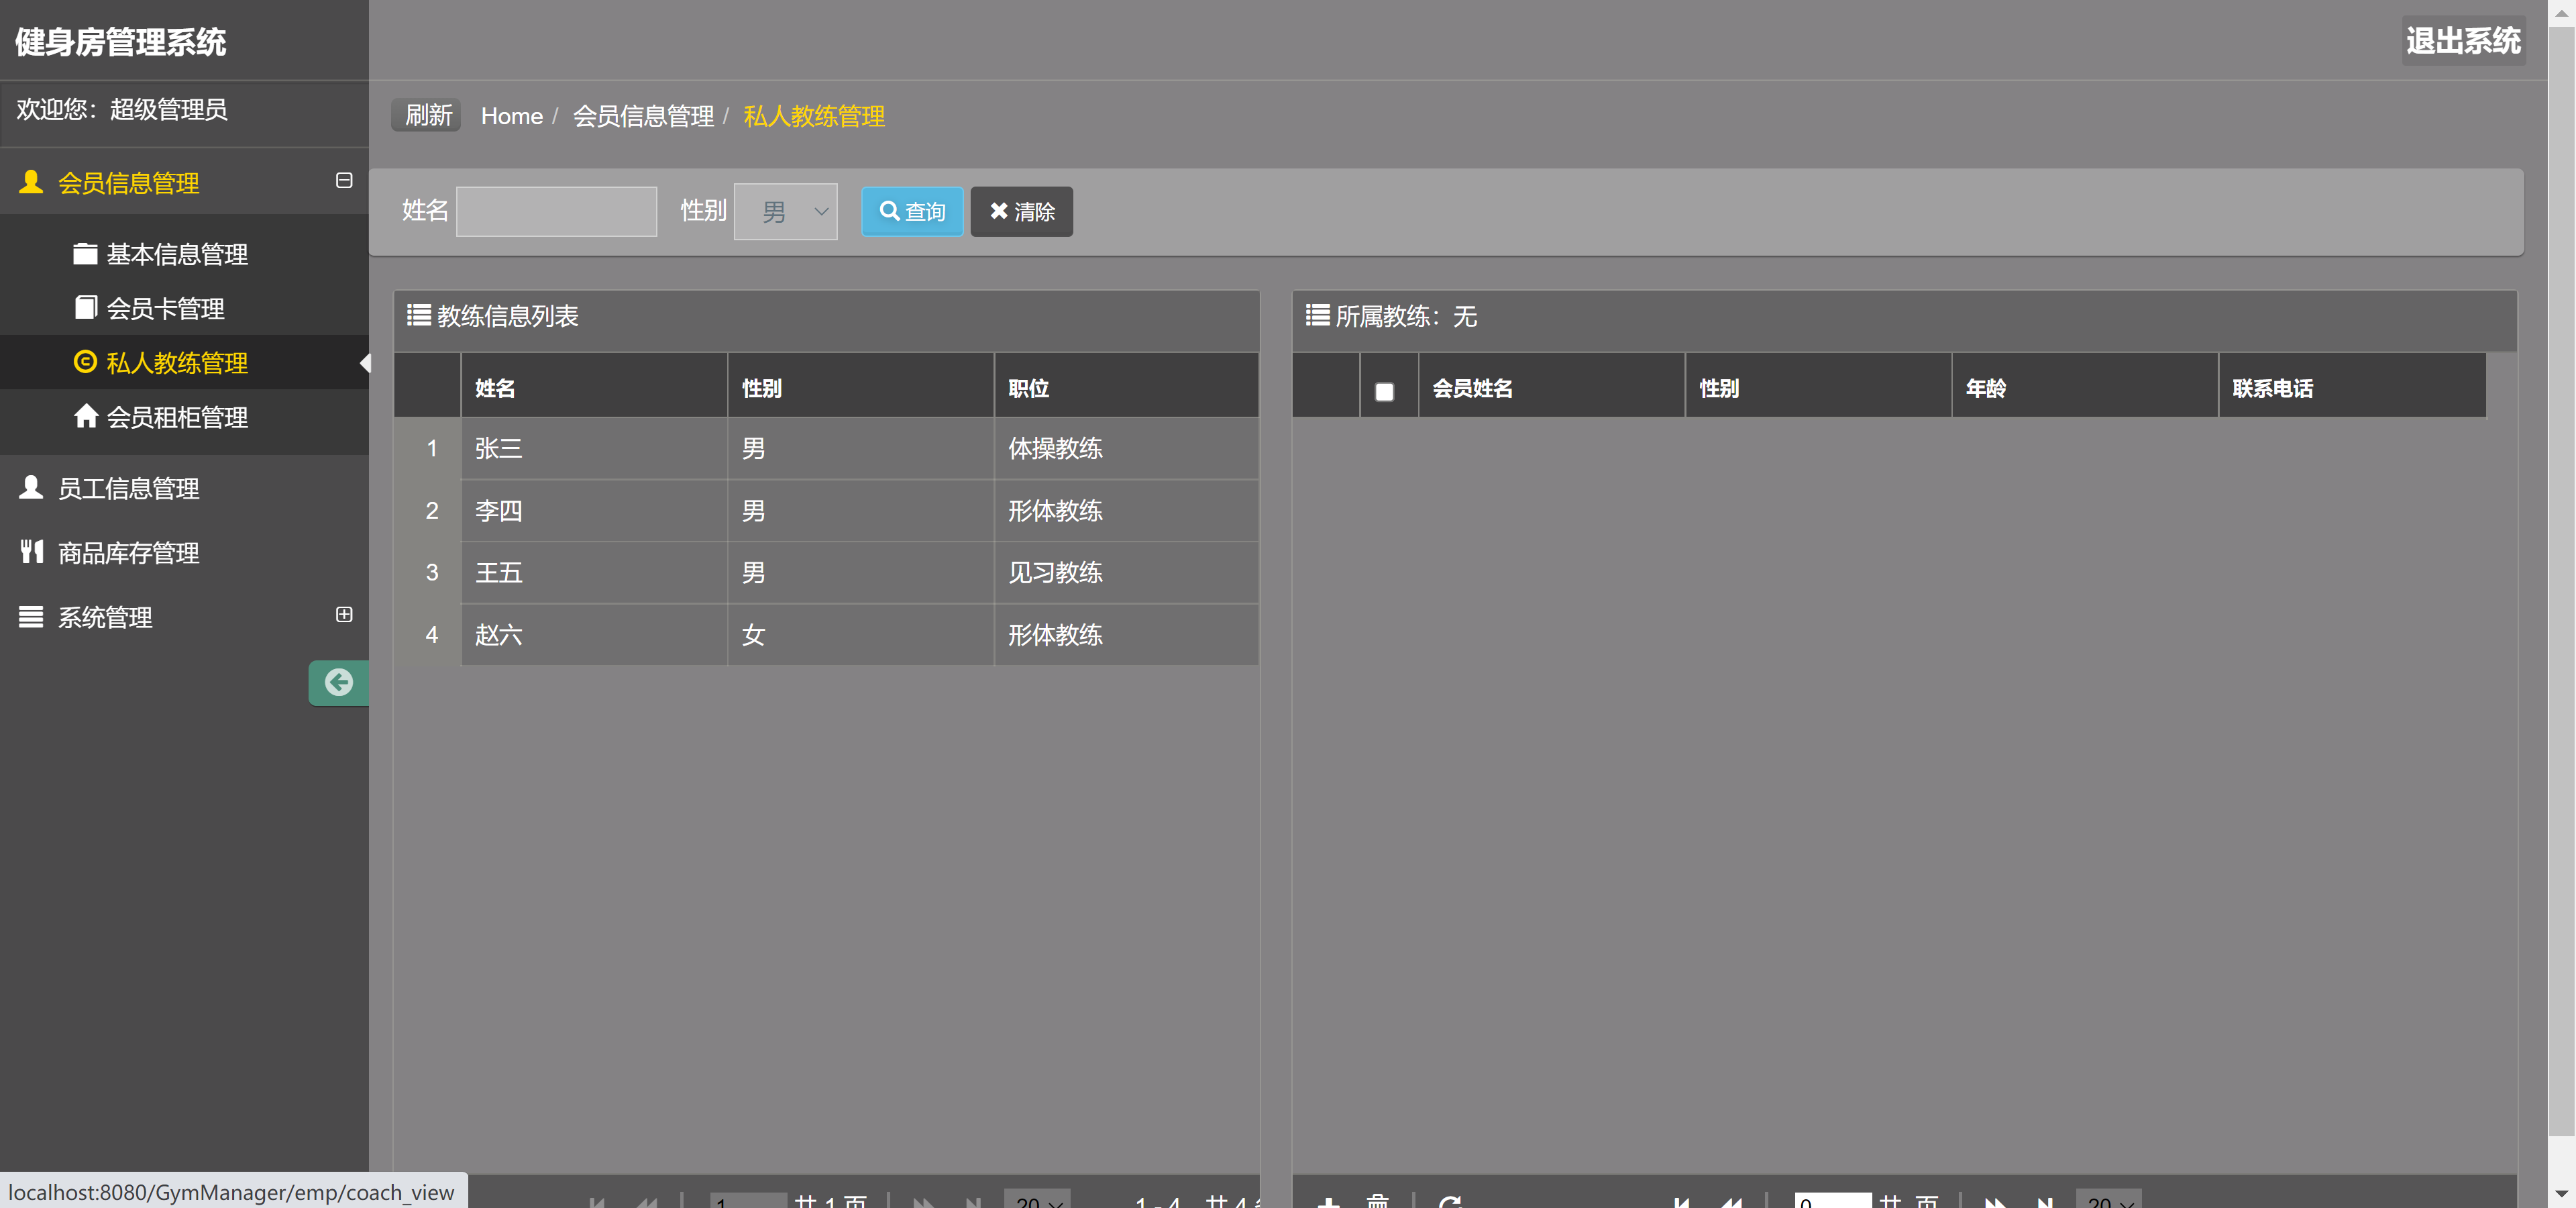 健身房管理系统
退出系统
欢迎您：超级管理员
刷新 Home / 会员信息管理 / 私人教练管理
会员信息管理
基本信息管理
会员卡管理
私人教练管理
会员租柜管理
员工信息管理
商品库存管理
系统管理
姓名 性别 男 查询 清除
教练信息列表
姓名 性别 职位
1 张三 男 体操教练
2 李四 男 形体教练
3 王五 男 见习教练
4 赵六 女 形体教练
1 共 1 页 20 1 - 4 共 4
所属教练：无
会员姓名 性别 年龄 联系电话
0 共 页 20
localhost:8080/GymManager/emp/coach_view